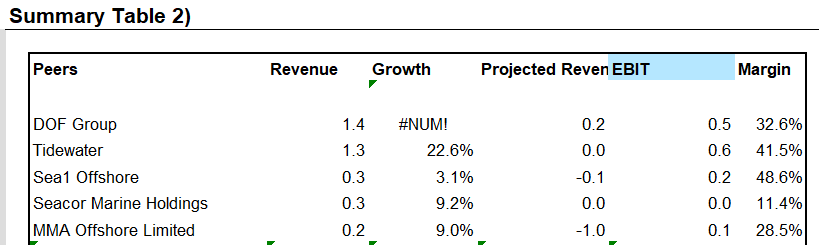 Summary Table 2)
Peers Revenue Growth Projected Reven EBIT Margin
DOF Group 1.4 #NUM! 0.2 0.5 32.6%
Tidewater 1.3 22.6% 0.0 0.6 41.5%
Sea1 Offshore 0.3 3.1% -0.1 0.2 48.6%
Seacor Marine Holdings 0.3 9.2% 0.0 0.0 11.4%
MMA Offshore Limited 0.2 9.0% -1.0 0.1 28.5%